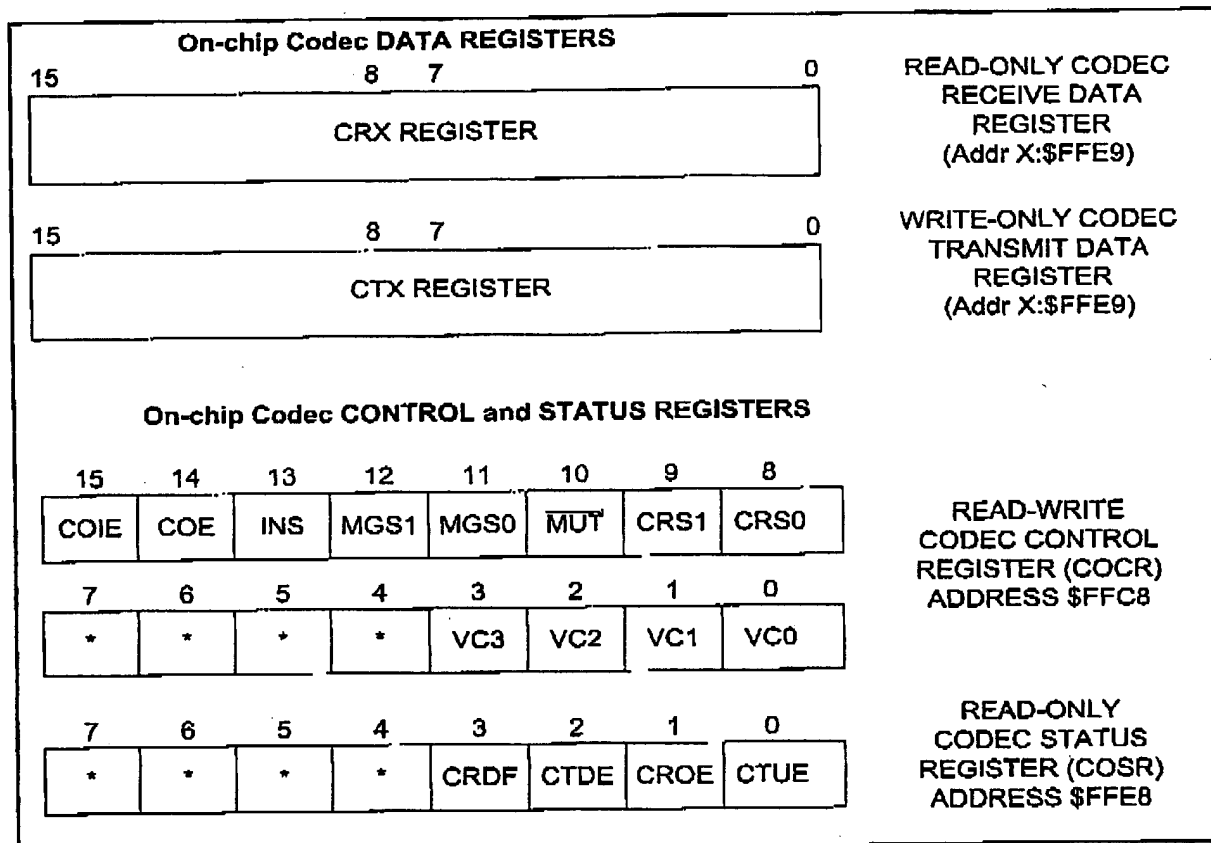 On-chip Codec DATA REGISTERS
15 8 7 0
CRX REGISTER
READ-ONLY CODEC
RECEIVE DATA
REGISTER
(Addr X:$FFE9)
15 8 7 0
CTX REGISTER
WRITE-ONLY CODEC
TRANSMIT DATA
REGISTER
(Addr X:$FFE9)
On-chip Codec CONTROL and STATUS REGISTERS
15 14 13 12 11 10 9 8
COIE COE INS MGS1 MGS0 MUT CRS1 CRS0
7 6 5 4 3 2 1 0
* * * * VC3 VC2 VC1 VC0
READ-WRITE
CODEC CONTROL
REGISTER (COCR)
ADDRESS $FFC8
7 6 5 4 3 2 1 0
* * * * CRDF CTDE CROE CTUE
READ-ONLY
CODEC STATUS
REGISTER (COSR)
ADDRESS $FFE8